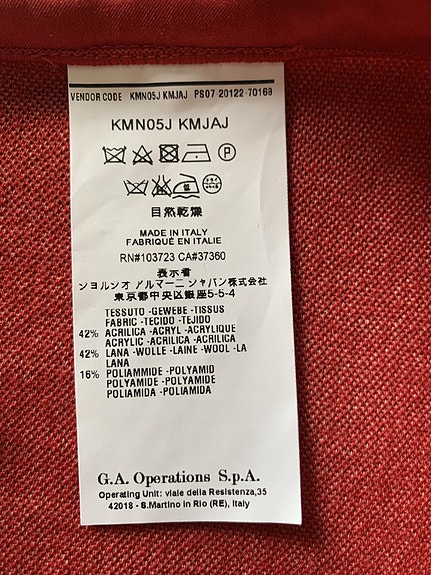 VENDOR CODE KMN05J KMJAJ PS07-20122-70169
KMN05J KMJAJ
P
自然乾燥
MADE IN ITALY
FABRIQUÉ EN ITALIE
RN#103723 CA#37360
表示者
ジョルジオ アルマーニ ジャパン株式会社
東京都中央区銀座5-5-4
TESSUTO -GEWEBE -TISSUS
FABRIC -TECIDO -TEJIDO
42% ACRILICA -ACRYL -ACRYLIQUE
ACRYLIC -ACRILICA -ACRILICA
42% LANA -WOLLE -LAINE -WOOL -LA
LANA
16% POLIAMMIDE -POLYAMID
POLYAMIDE -POLYAMIDE
POLIAMIDA -POLIAMIDA
G.A. Operations S.p.A.
Operating Unit: viale della Resistenza,35
42018 - S.Martino in Rio (RE), Italy